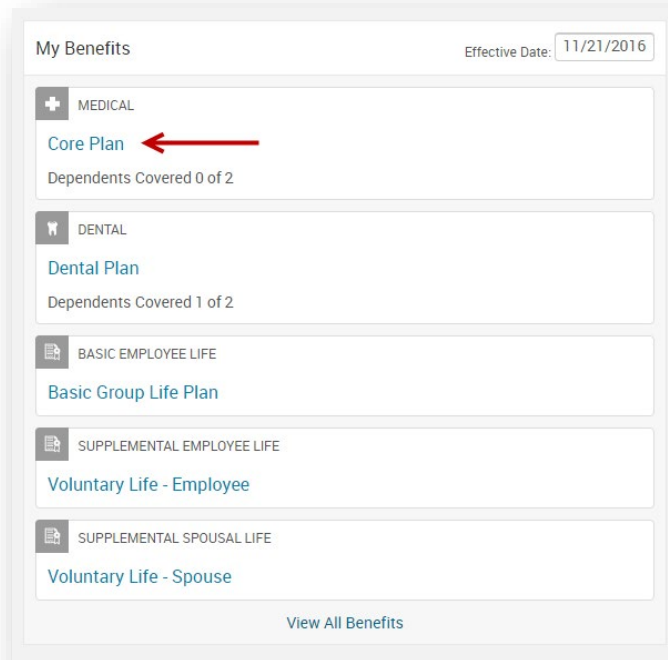 My Benefits
Effective Date: 11/21/2016
MEDICAL
Core Plan
Dependents Covered 0 of 2
DENTAL
Dental Plan
Dependents Covered 1 of 2
BASIC EMPLOYEE LIFE
Basic Group Life Plan
SUPPLEMENTAL EMPLOYEE LIFE
Voluntary Life - Employee
SUPPLEMENTAL SPOUSAL LIFE
Voluntary Life - Spouse
View All Benefits